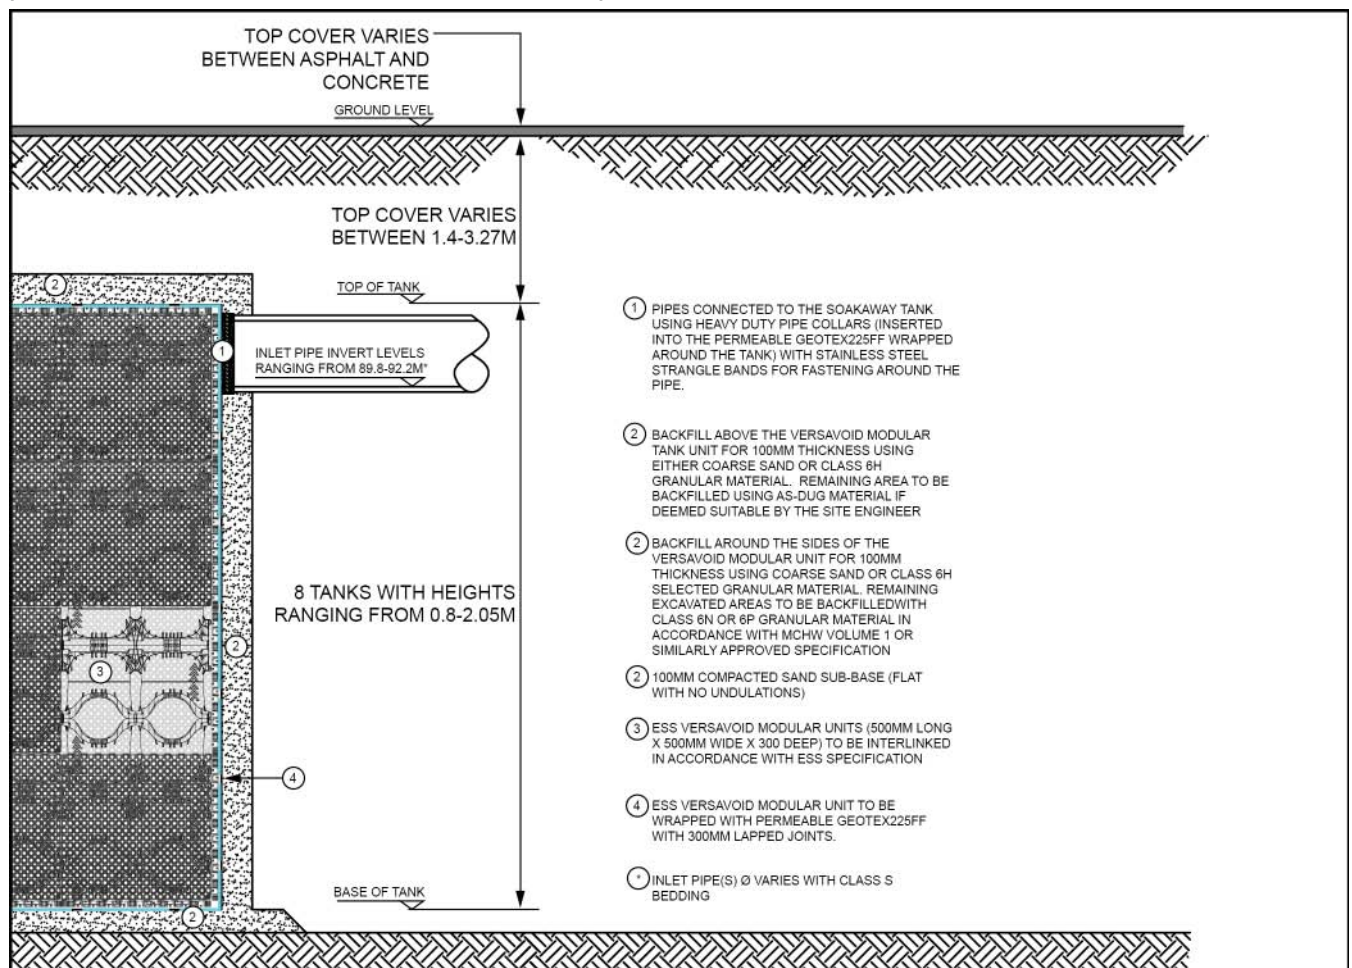 TOP COVER VARIES
BETWEEN ASPHALT AND
CONCRETE
GROUND LEVEL
TOP COVER VARIES
BETWEEN 1.4-3.27M
2
TOP OF TANK
1
INLET PIPE INVERT LEVELS
RANGING FROM 89.8-92.2M*
8 TANKS WITH HEIGHTS
RANGING FROM 0.8-2.05M
2
3
4
BASE OF TANK
2
1 PIPES CONNECTED TO THE SOAKAWAY TANK
USING HEAVY DUTY PIPE COLLARS (INSERTED
INTO THE PERMEABLE GEOTEX225FF WRAPPED
AROUND THE TANK) WITH STAINLESS STEEL
STRANGLE BANDS FOR FASTENING AROUND THE
PIPE.
2 BACKFILL ABOVE THE VERSAVOID MODULAR
TANK UNIT FOR 100MM THICKNESS USING
EITHER COARSE SAND OR CLASS 6H
GRANULAR MATERIAL. REMAINING AREA TO BE
BACKFILLED USING AS-DUG MATERIAL IF
DEEMED SUITABLE BY THE SITE ENGINEER
2 BACKFILL AROUND THE SIDES OF THE
VERSAVOID MODULAR UNIT FOR 100MM
THICKNESS USING COARSE SAND OR CLASS 6H
SELECTED GRANULAR MATERIAL. REMAINING
EXCAVATED AREAS TO BE BACKFILLEDWITH
CLASS 6N OR 6P GRANULAR MATERIAL IN
ACCORDANCE WITH MCHW VOLUME 1 OR
SIMILARLY APPROVED SPECIFICATION
2 100MM COMPACTED SAND SUB-BASE (FLAT
WITH NO UNDULATIONS)
3 ESS VERSAVOID MODULAR UNITS (500MM LONG
X 500MM WIDE X 300 DEEP) TO BE INTERLINKED
IN ACCORDANCE WITH ESS SPECIFICATION
4 ESS VERSAVOID MODULAR UNIT TO BE
WRAPPED WITH PERMEABLE GEOTEX225FF
WITH 300MM LAPPED JOINTS.
* INLET PIPE(S) Ø VARIES WITH CLASS S
BEDDING